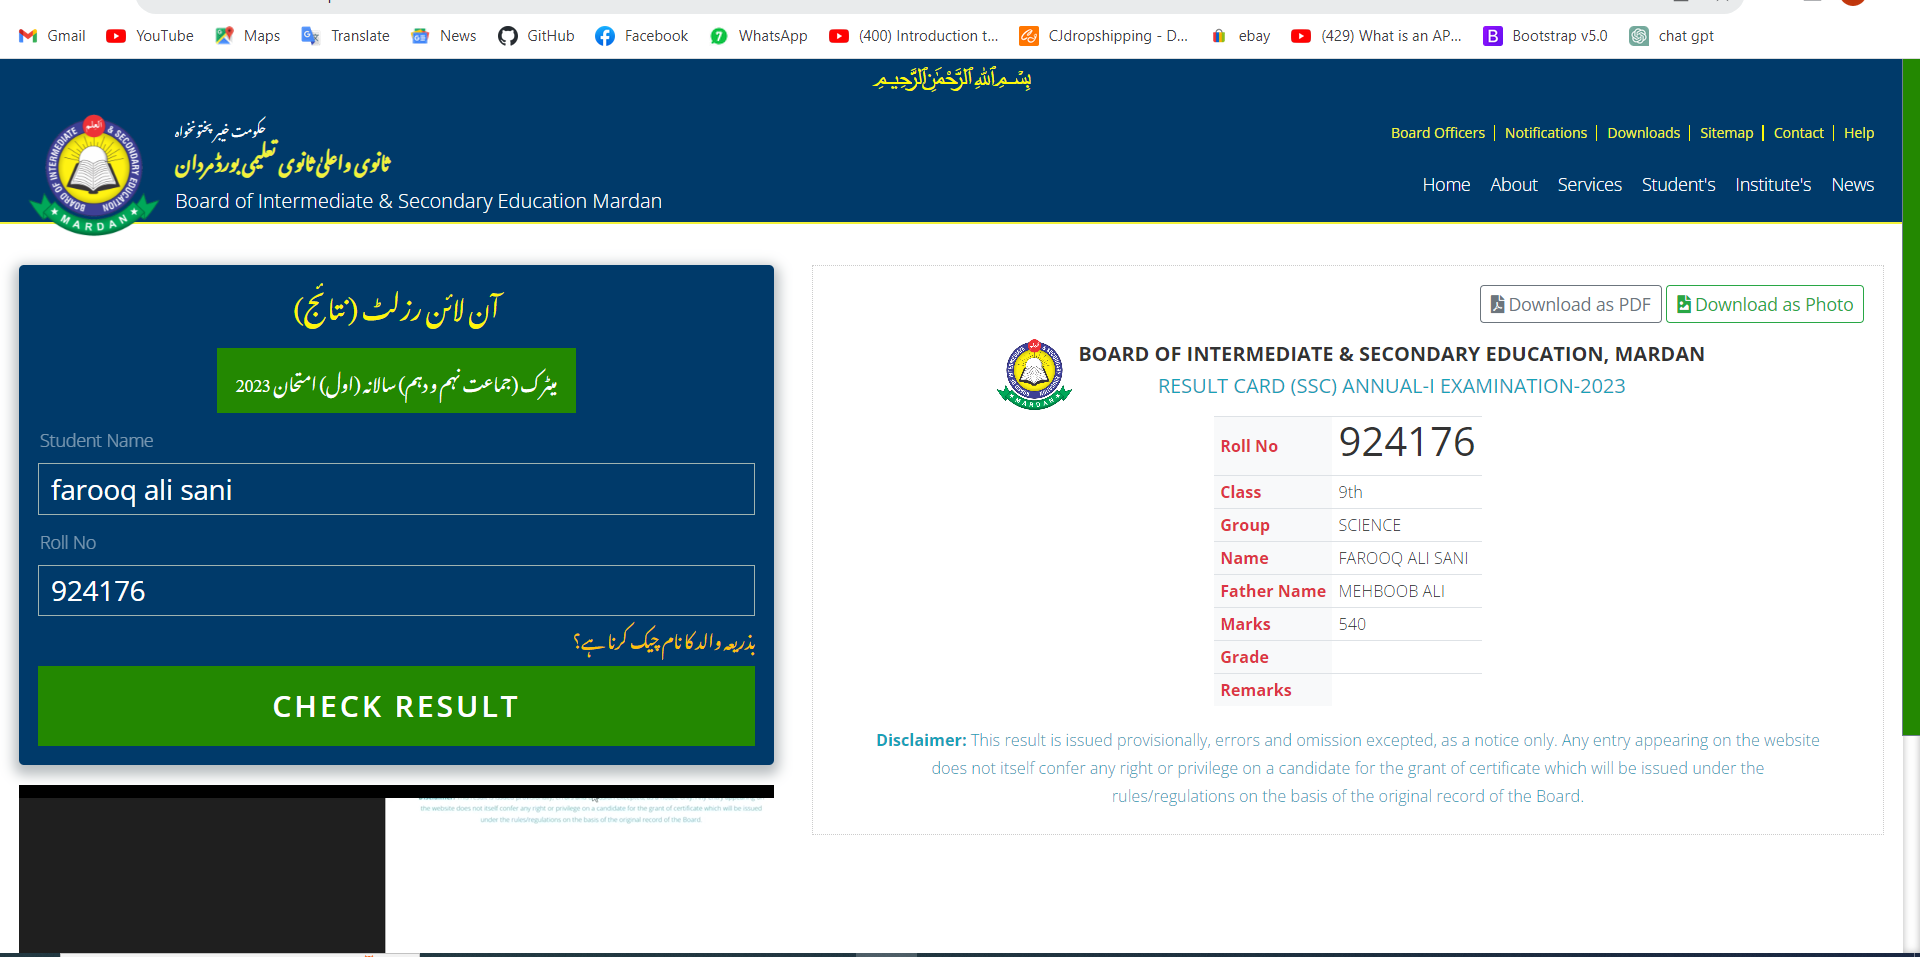 Gmail YouTube Maps Translate News GitHub Facebook WhatsApp (400) Introduction t... CJdropshipping - D... ebay (429) What is an AP... Bootstrap v5.0 chat gpt
بِسْمِ اللهِ الرَّحْمٰنِ الرَّحِيمِ
حکومت خیبر پختونخواہ
ثانوی و اعلیٰ ثانوی تعلیمی بورڈ مردان
Board of Intermediate & Secondary Education Mardan
BOARD OF INTERMEDIATE & SECONDARY EDUCATION
MARDAN
Board Officers | Notifications | Downloads | Sitemap | Contact | Help
Home About Services Student's Institute's News
آن لائن رزلٹ (نتائج)
میٹرک (جماعت نہم و دہم) سالانہ (اول) امتحان 2023
Student Name
farooq ali sani
Roll No
924176
بذریعہ والد کا نام چیک کرنا ہے؟
CHECK RESULT
the website does not itself confer any right or privilege on a candidate for the grant of certificate which will be issued
under the rules/regulations on the basis of the original record of the Board.
Download as PDF Download as Photo
BOARD OF INTERMEDIATE & SECONDARY EDUCATION, MARDAN
RESULT CARD (SSC) ANNUAL-I EXAMINATION-2023
MARDAN
Roll No 924176
Class 9th
Group SCIENCE
Name FAROOQ ALI SANI
Father Name MEHBOOB ALI
Marks 540
Grade
Remarks
Disclaimer: This result is issued provisionally, errors and omission excepted, as a notice only. Any entry appearing on the website
does not itself confer any right or privilege on a candidate for the grant of certificate which will be issued under the
rules/regulations on the basis of the original record of the Board.